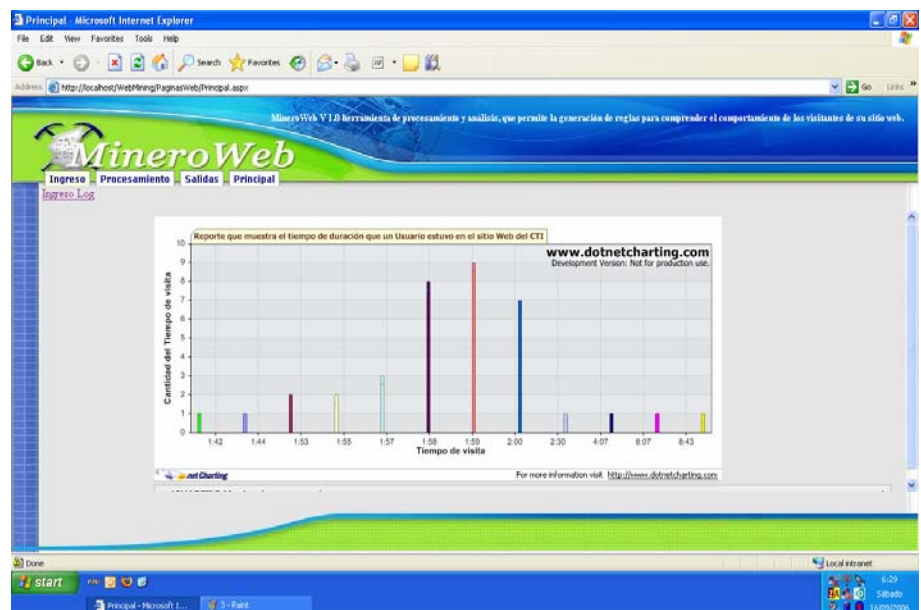 Principal - Microsoft Internet Explorer
File Edit View Favorites Tools Help
Back Search Favorites
Address http://localhost/WebMining/PaginasWeb/Principal.aspx Go Links
MineroWeb V 1.0 herramienta de procesamiento y análisis, que permite la generación de reglas para comprender el comportamiento de los visitantes de su sitio web.
MineroWeb
Ingreso Procesamiento Salidas Principal
Ingreso Log
Reporte que muestra el tiempo de duración que un Usuario estuvo en el sitio Web del CTI
www.dotnetcharting.com
Development Version: Not for production use.
Cantidad del Tiempo de visita
10
9
8
7
6
5
4
3
2
1
0
1:42 1:44 1:53 1:55 1:57 1:58 1:59 2:00 2:30 4:07 8:07 8:43
Tiempo de visita
.net Charting
For more information visit http://www.dotnetcharting.com
Done Local intranet
start
6:29
Sábado
16/09/2006
Principal - Microsoft I... 3 - Paint